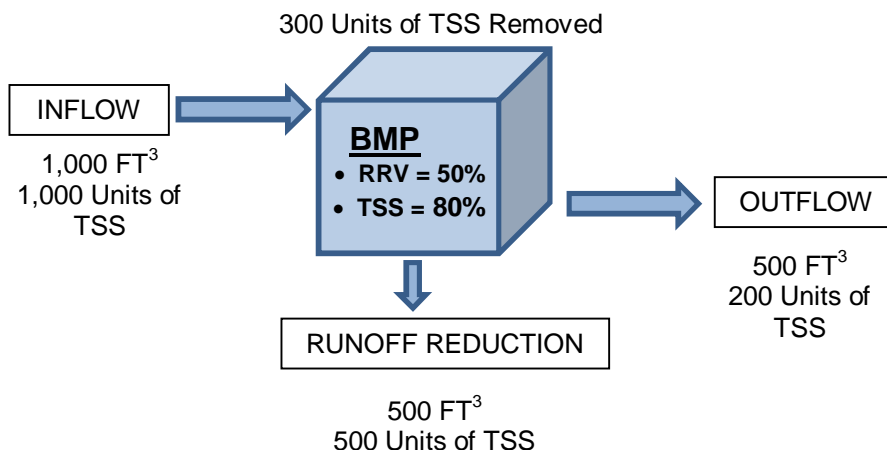 300 Units of TSS Removed
INFLOW
1,000 FT³
1,000 Units of
TSS
BMP
• RRV = 50%
• TSS = 80%
OUTFLOW
500 FT³
200 Units of
TSS
RUNOFF REDUCTION
500 FT³
500 Units of TSS